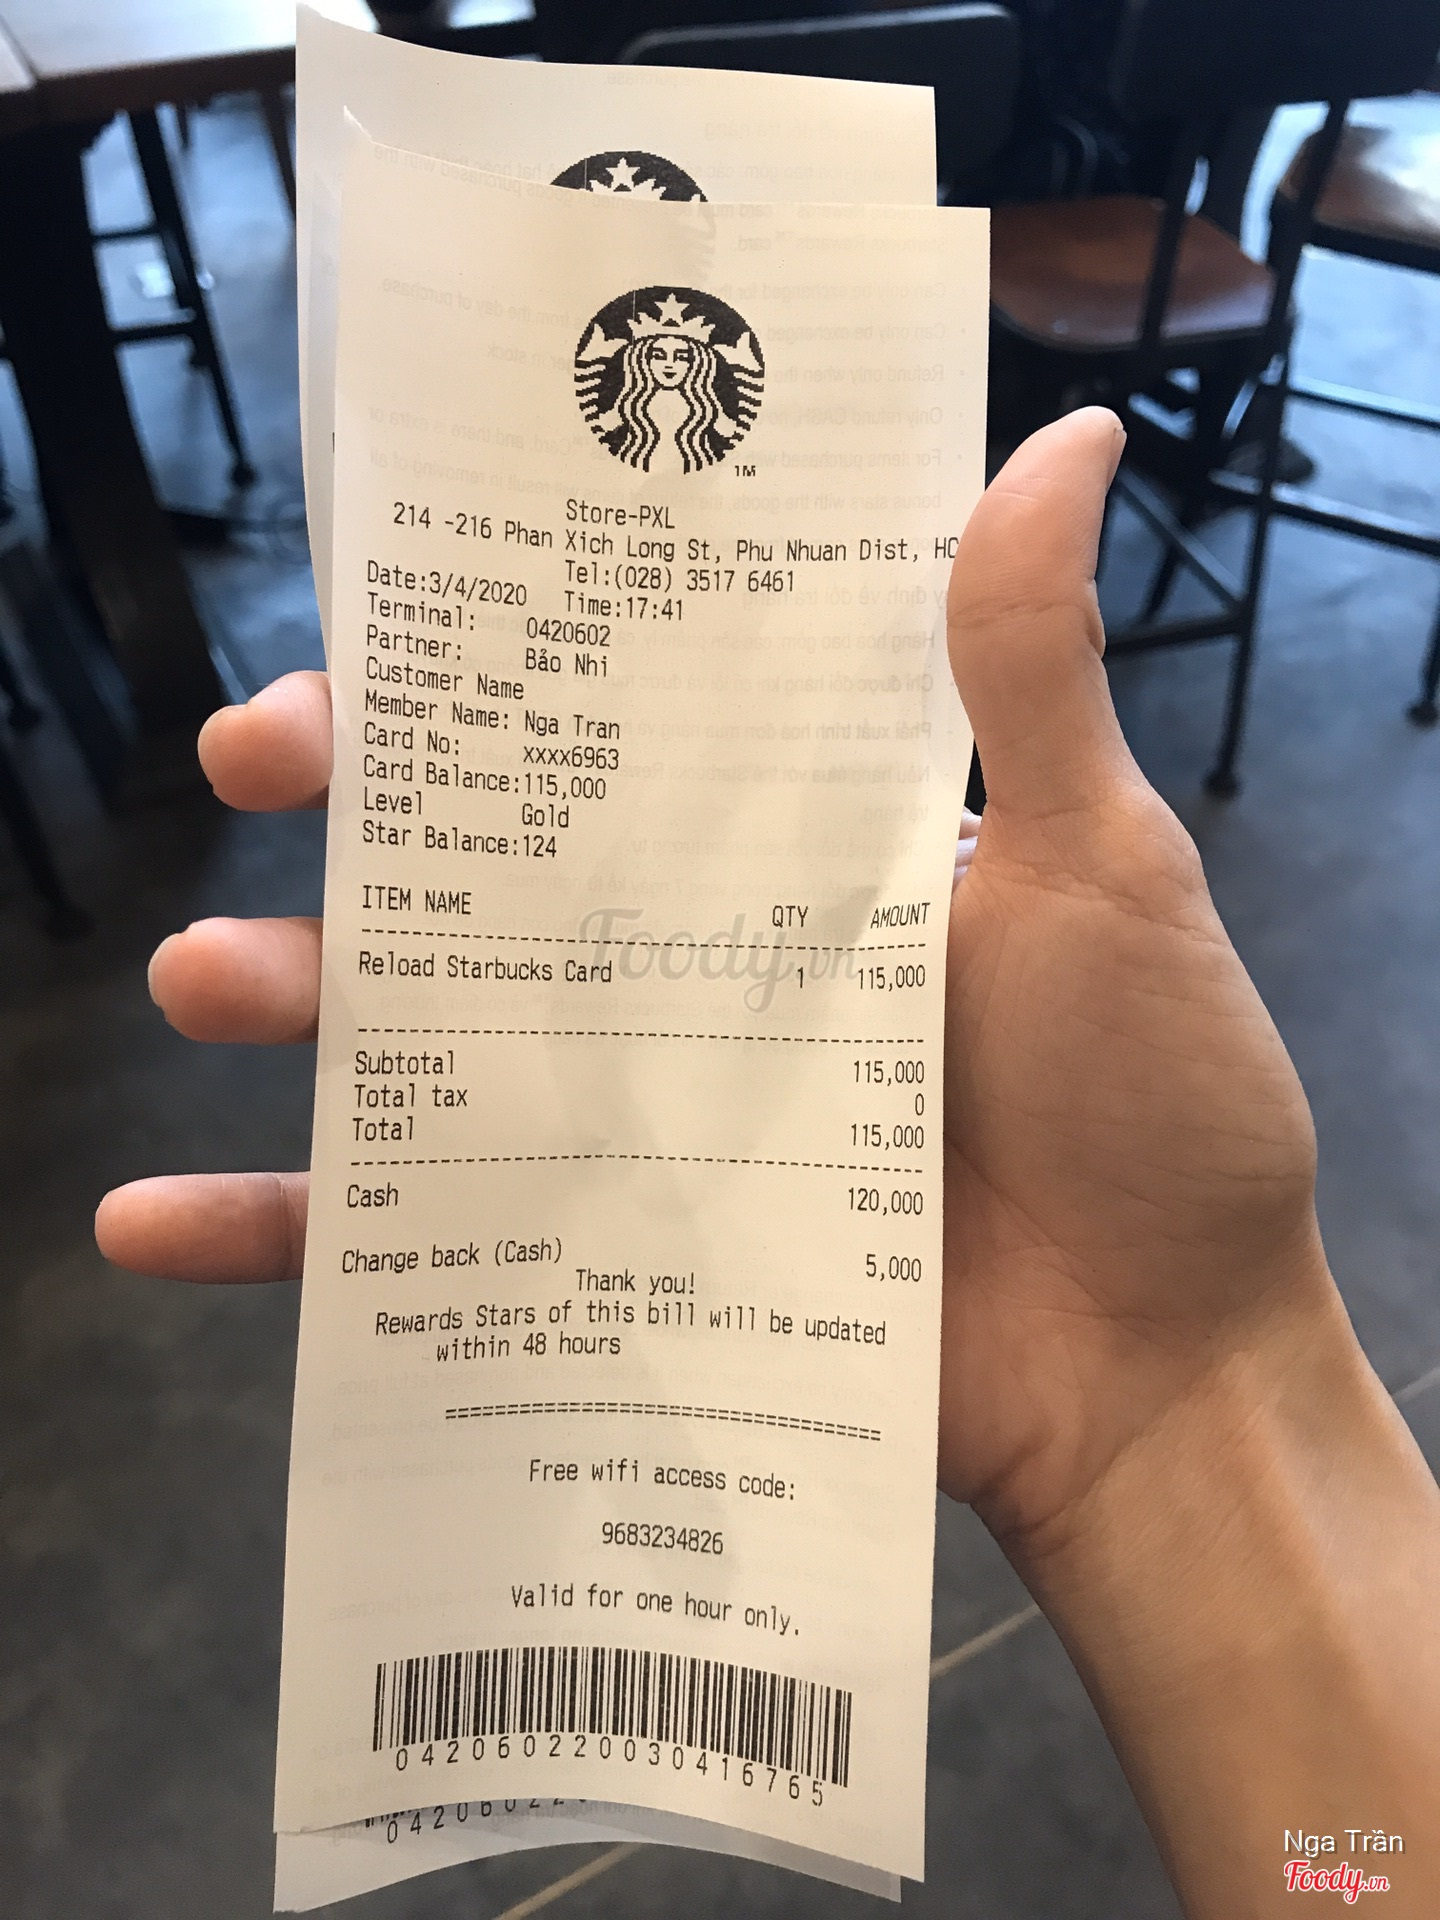 TM
Store-PXL
214 -216 Phan Xich Long St, Phu Nhuan Dist, HC
Tel:(028) 3517 6461
Date:3/4/2020 Time:17:41
Terminal: 0420602
Partner: Bảo Nhi
Customer Name
Member Name: Nga Tran
Card No: xxxx6963
Card Balance:115,000
Level Gold
Star Balance:124
ITEM NAME QTY AMOUNT
Reload Starbucks Card 1 115,000
Subtotal 115,000
Total tax 0
Total 115,000
Cash 120,000
Change back (Cash) 5,000
Thank you!
Rewards Stars of this bill will be updated
within 48 hours
===================================
Free wifi access code:
9683234826
Valid for one hour only.
042060220030416765
Foody.vn
Nga Trần
Foody.vn